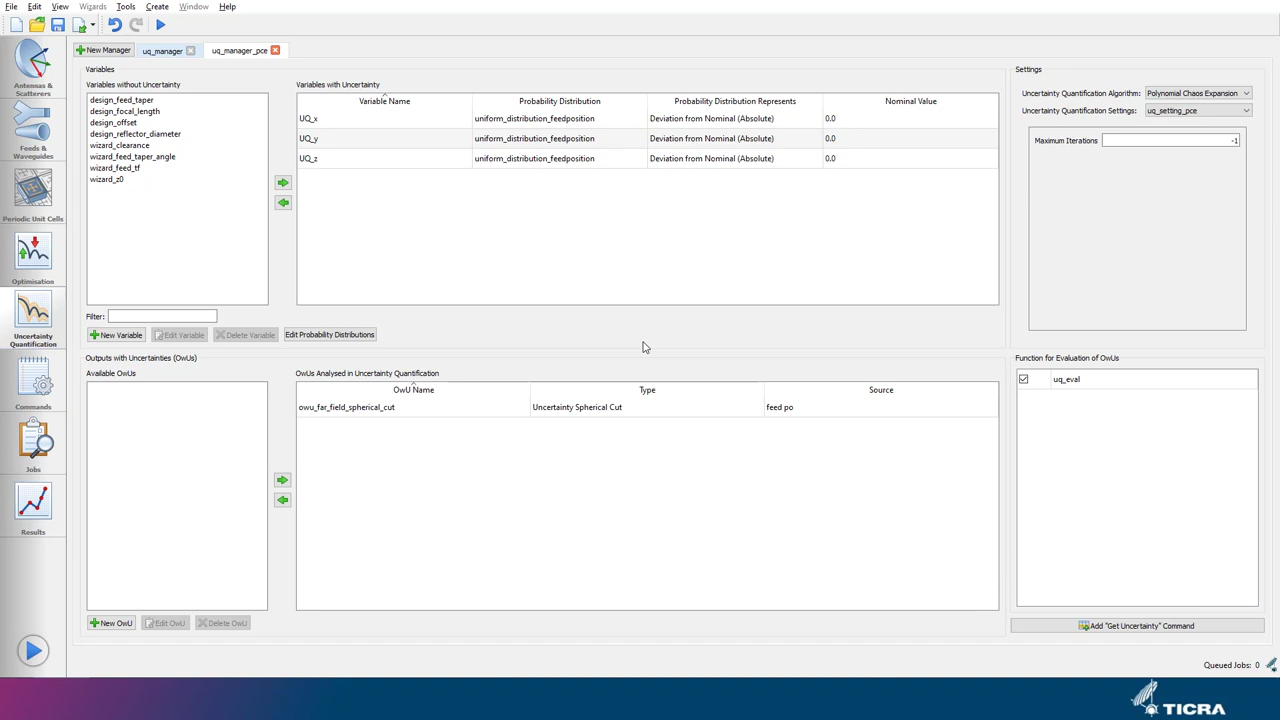 File Edit View Wizards Tools Create Window Help
New Manager uq_manager uq_manager_pce
Antennas & Scatterers
Feeds & Waveguides
Periodic Unit Cells
Optimisation
Uncertainty Quantification
Commands
Jobs
Results
Variables
Variables without Uncertainty
design_feed_taper
design_focal_length
design_offset
design_reflector_diameter
wizard_clearance
wizard_feed_taper_angle
wizard_feed_tf
wizard_z0
Filter:
New Variable Edit Variable Delete Variable Edit Probability Distributions
Variables with Uncertainty
Variable Name Probability Distribution Probability Distribution Represents Nominal Value
UQ_x uniform_distribution_feedposition Deviation from Nominal (Absolute) 0.0
UQ_y uniform_distribution_feedposition Deviation from Nominal (Absolute) 0.0
UQ_z uniform_distribution_feedposition Deviation from Nominal (Absolute) 0.0
Settings
Uncertainty Quantification Algorithm: Polynomial Chaos Expansion
Uncertainty Quantification Settings: uq_setting_pce
Maximum Iterations -1
Outputs with Uncertainties (OwUs)
Available OwUs
New OwU Edit OwU Delete OwU
OwUs Analysed in Uncertainty Quantification
OwU Name Type Source
owu_far_field_spherical_cut Uncertainty Spherical Cut feed po
Function for Evaluation of OwUs
uq_eval
Add "Get Uncertainty" Command
Queued Jobs: 0
TICRA